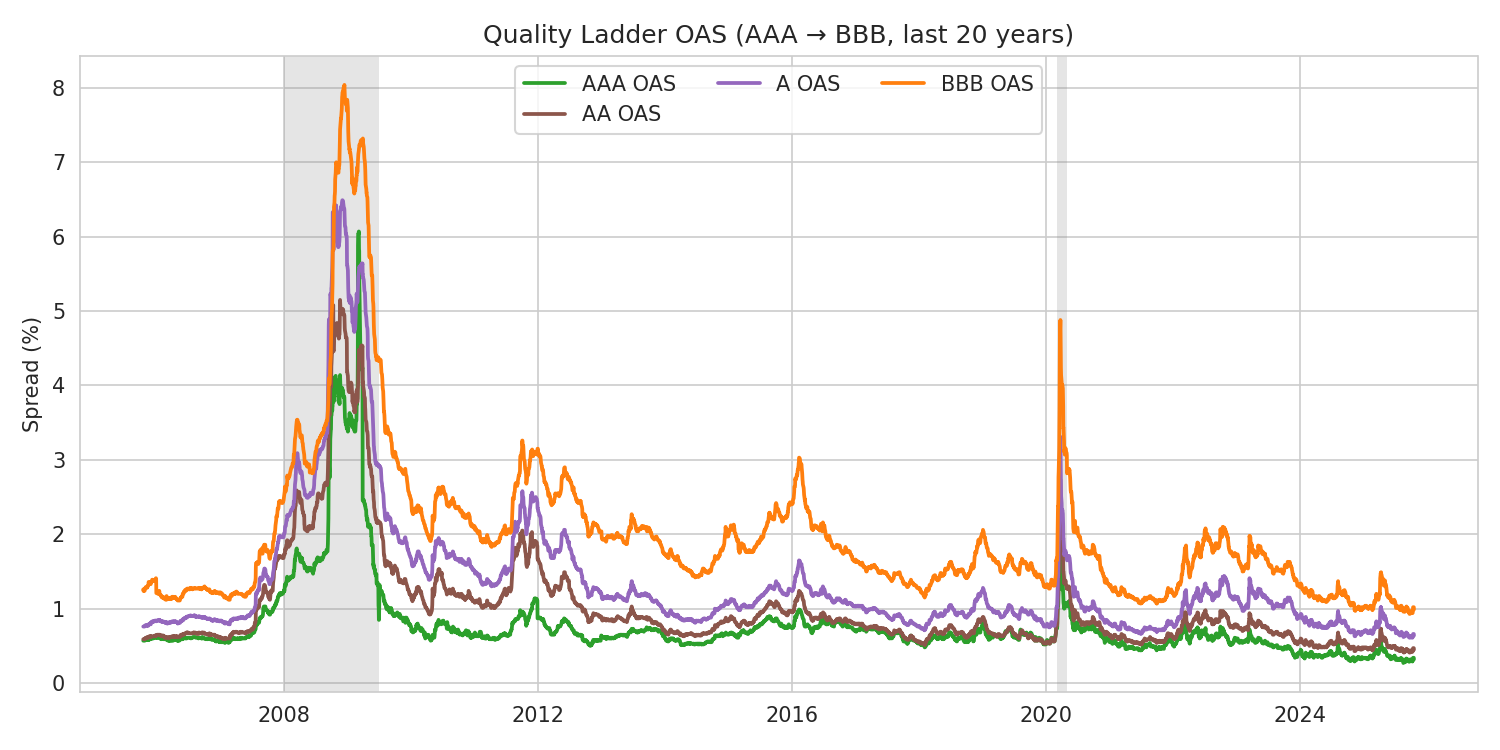 Quality Ladder OAS (AAA → BBB, last 20 years)
AAA OAS
A OAS
BBB OAS
AA OAS
Spread (%)
8
7
6
5
4
3
2
1
0
2008
2012
2016
2020
2024